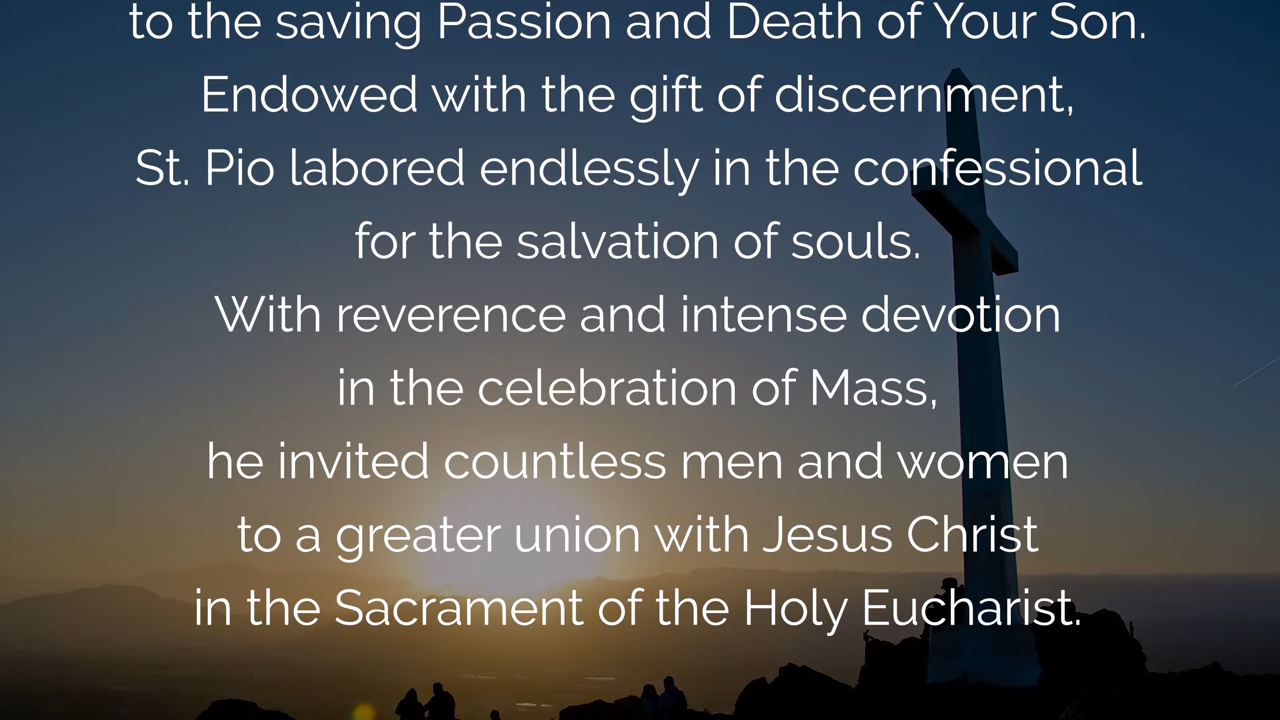 to the saving Passion and Death of Your Son.
Endowed with the gift of discernment,
St. Pio labored endlessly in the confessional
for the salvation of souls.
With reverence and intense devotion
in the celebration of Mass,
he invited countless men and women
to a greater union with Jesus Christ
in the Sacrament of the Holy Eucharist.